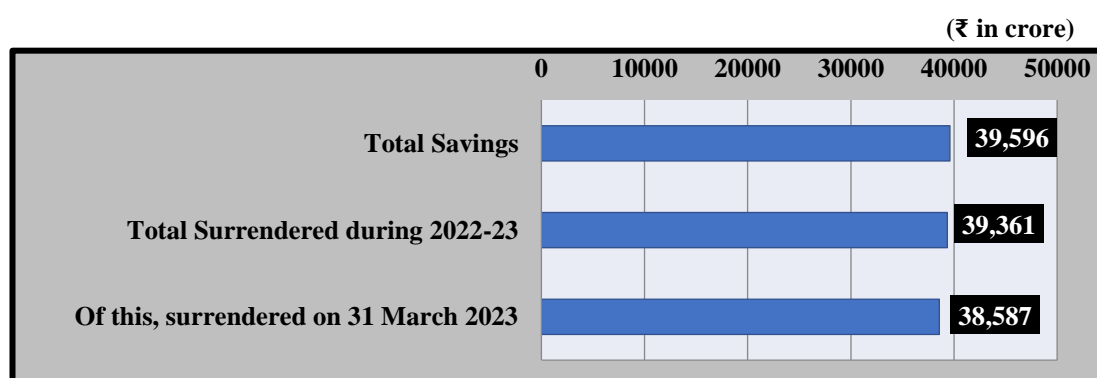 (₹ in crore)
0 10000 20000 30000 40000 50000
Total Savings 39,596
Total Surrendered during 2022-23 39,361
Of this, surrendered on 31 March 2023 38,587